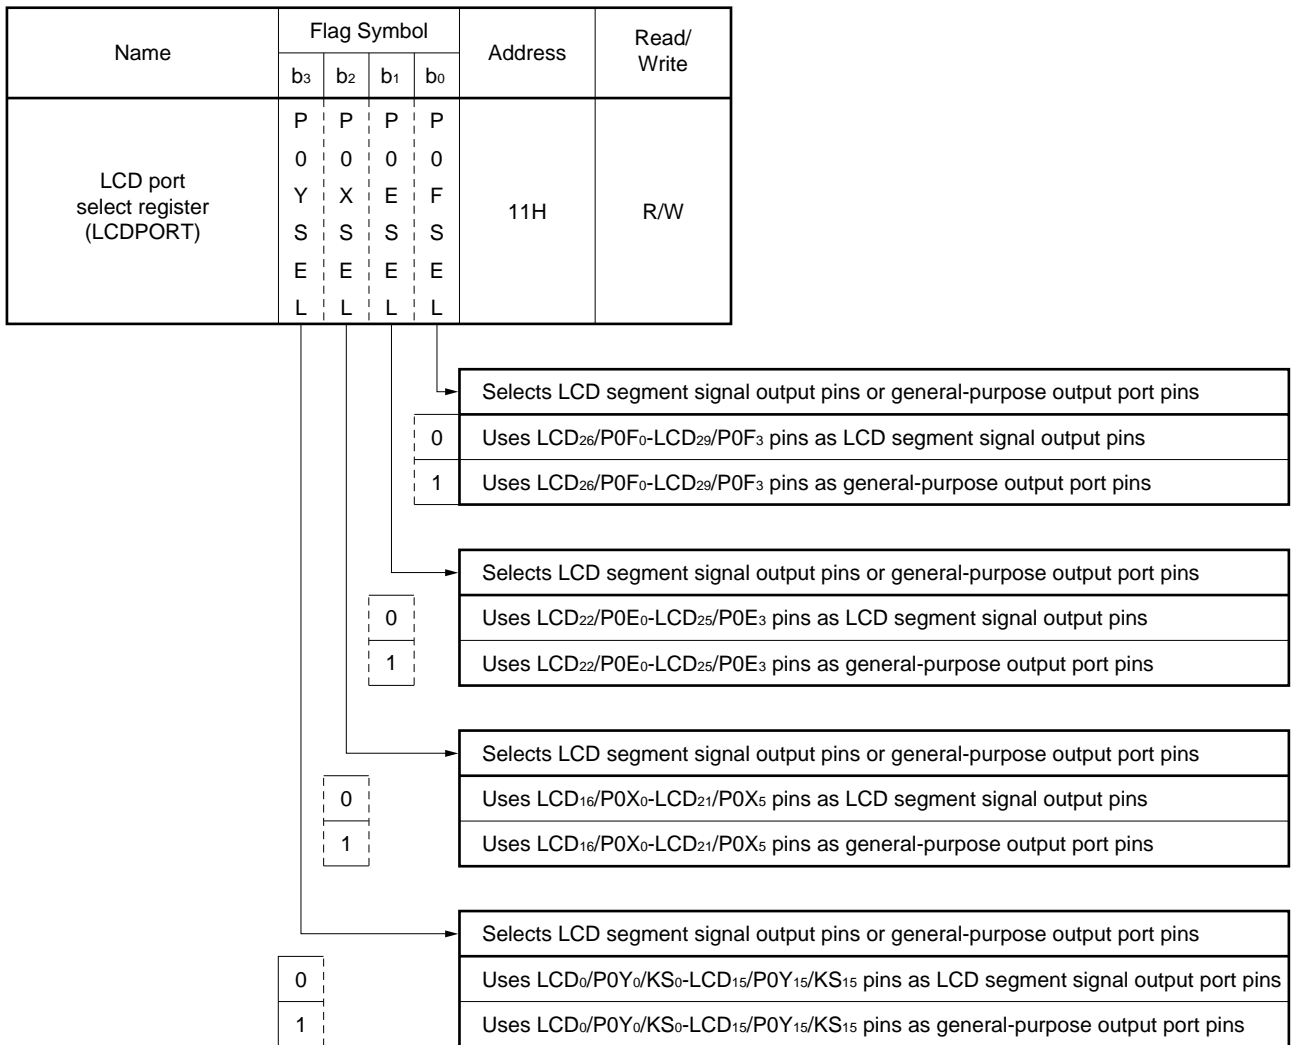 Name
Flag Symbol
Address
Read/
Write
b3 b2 b1 b0
LCD port
select register
(LCDPORT)
P P P P
0 0 0 0
Y X E F
S S S S
E E E E
L L L L
11H
R/W
Selects LCD segment signal output pins or general-purpose output port pins
0 Uses LCD26/P0F0-LCD29/P0F3 pins as LCD segment signal output pins
1 Uses LCD26/P0F0-LCD29/P0F3 pins as general-purpose output port pins
Selects LCD segment signal output pins or general-purpose output port pins
0 Uses LCD22/P0E0-LCD25/P0E3 pins as LCD segment signal output pins
1 Uses LCD22/P0E0-LCD25/P0E3 pins as general-purpose output port pins
Selects LCD segment signal output pins or general-purpose output port pins
0 Uses LCD16/P0X0-LCD21/P0X5 pins as LCD segment signal output pins
1 Uses LCD16/P0X0-LCD21/P0X5 pins as general-purpose output port pins
Selects LCD segment signal output pins or general-purpose output port pins
0 Uses LCD0/P0Y0/KS0-LCD15/P0Y15/KS15 pins as LCD segment signal output port pins
1 Uses LCD0/P0Y0/KS0-LCD15/P0Y15/KS15 pins as general-purpose output port pins